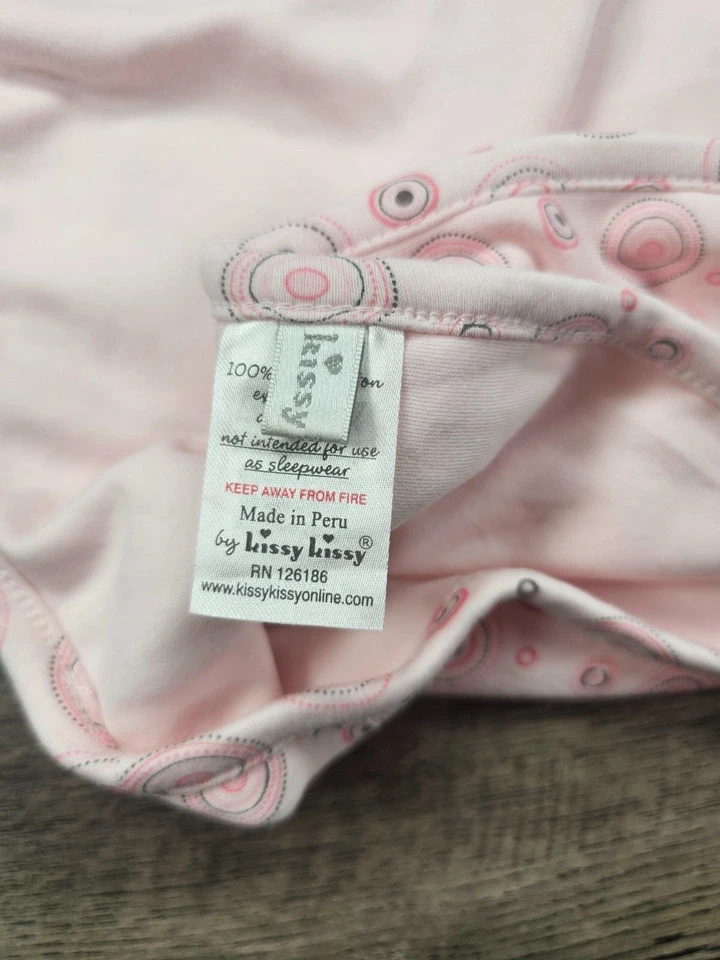 kissy
100%
not intended for use
as sleepwear
KEEP AWAY FROM FIRE
Made in Peru
by kissy kissy®
RN 126186
www.kissykissyonline.com